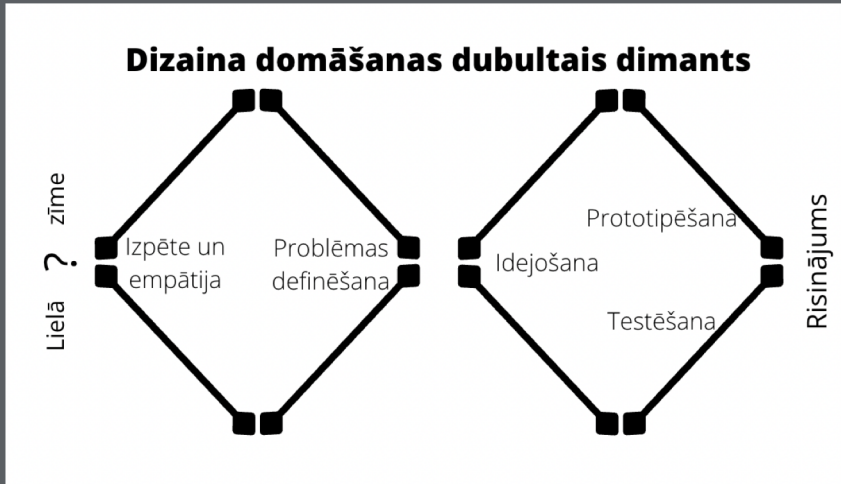 Dizaina domāšanas dubultais dimants
Lielā ? zīme
Izpēte un
empātija
Problēmas
definēšana
Idejošana
Prototipēšana
Testēšana
Risinājums